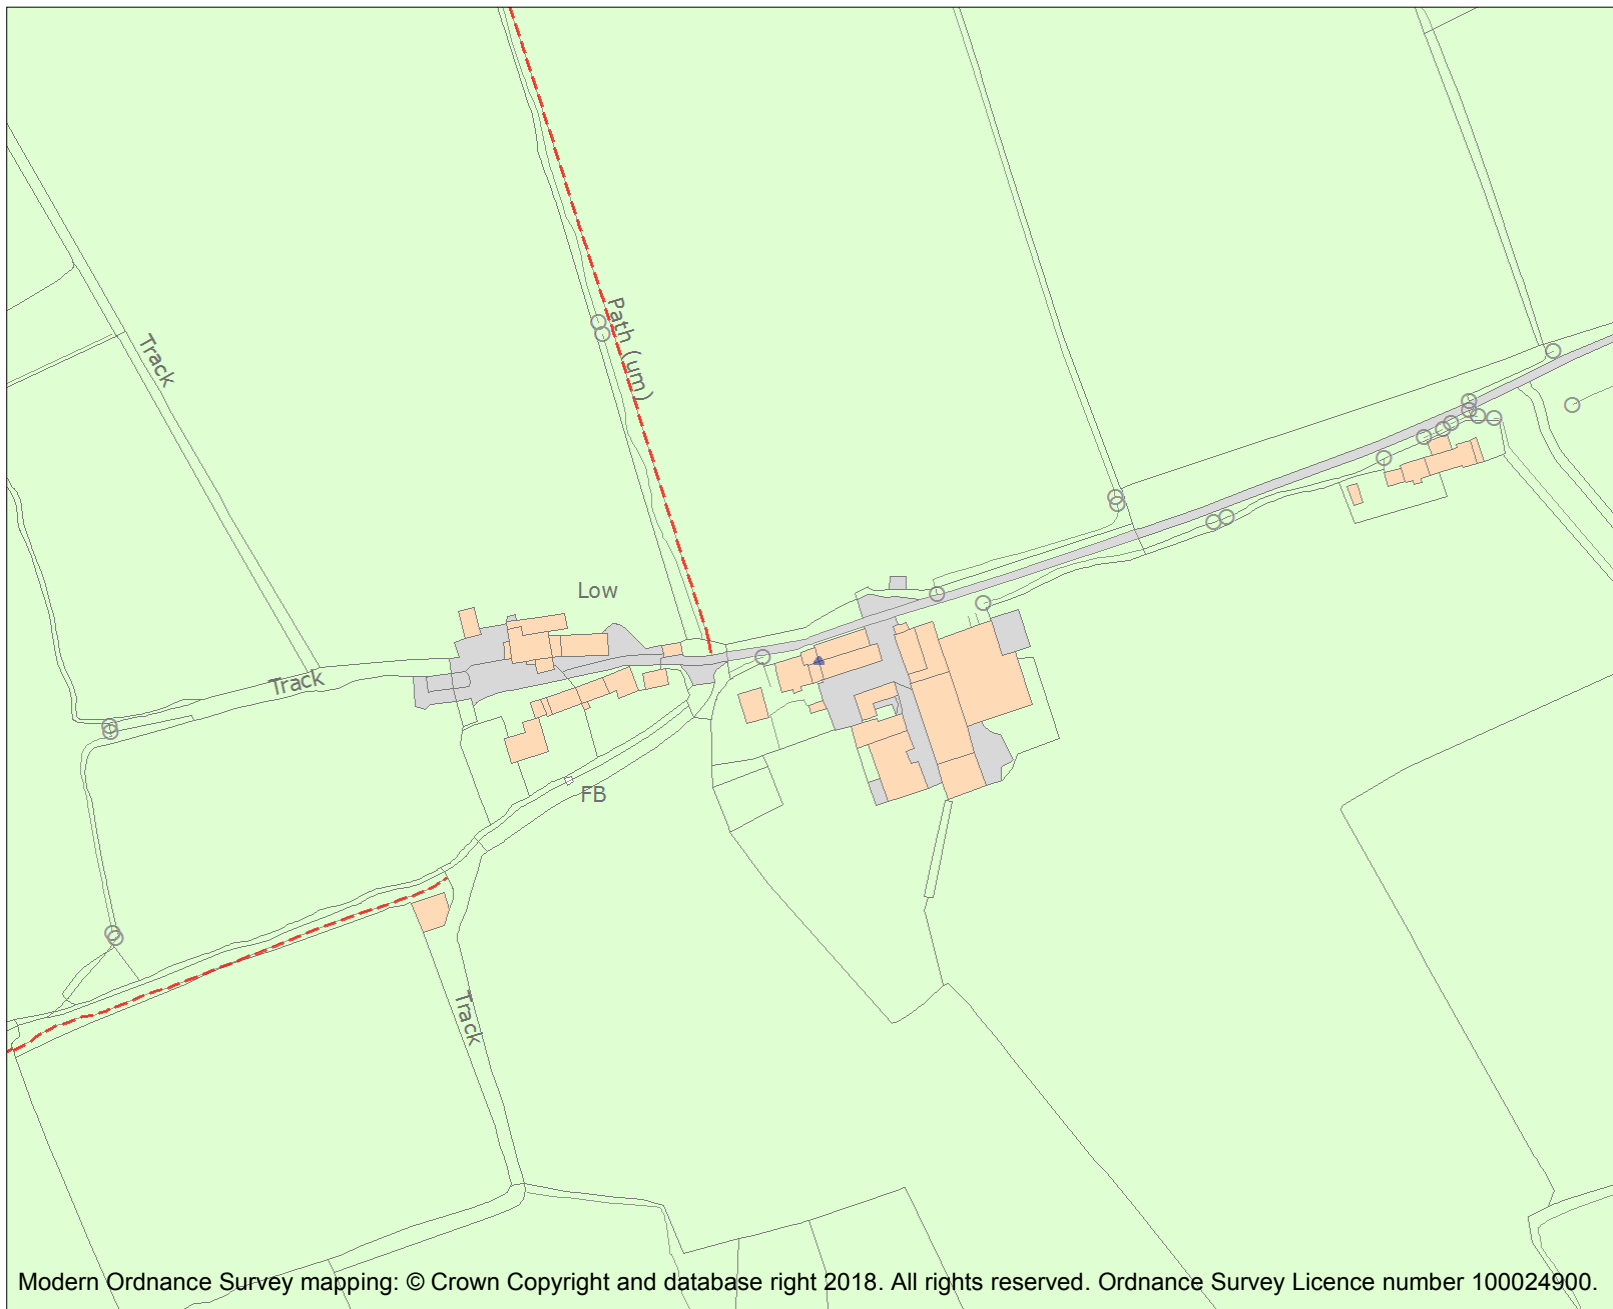 Path (um)
Track
Low
Track
FB
Track
Modern Ordnance Survey mapping: © Crown Copyright and database right 2018. All rights reserved. Ordnance Survey Licence number 100024900.